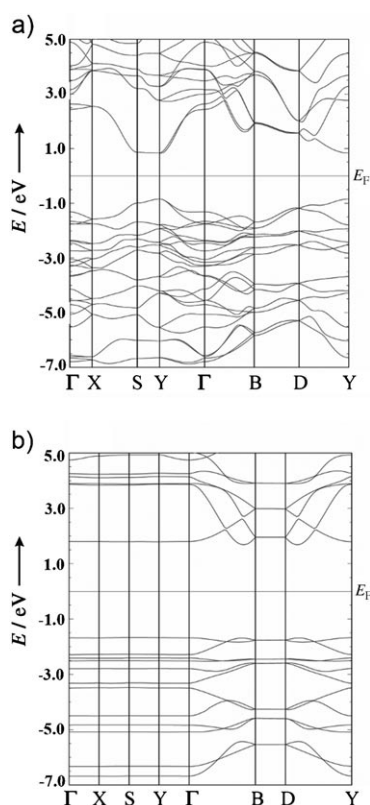 a)
5.0
3.0
1.0
-1.0
-3.0
-5.0
-7.0
E / eV
E_F
Γ X S Y Γ B D Y
b)
5.0
3.0
1.0
-1.0
-3.0
-5.0
-7.0
E / eV
E_F
Γ X S Y Γ B D Y